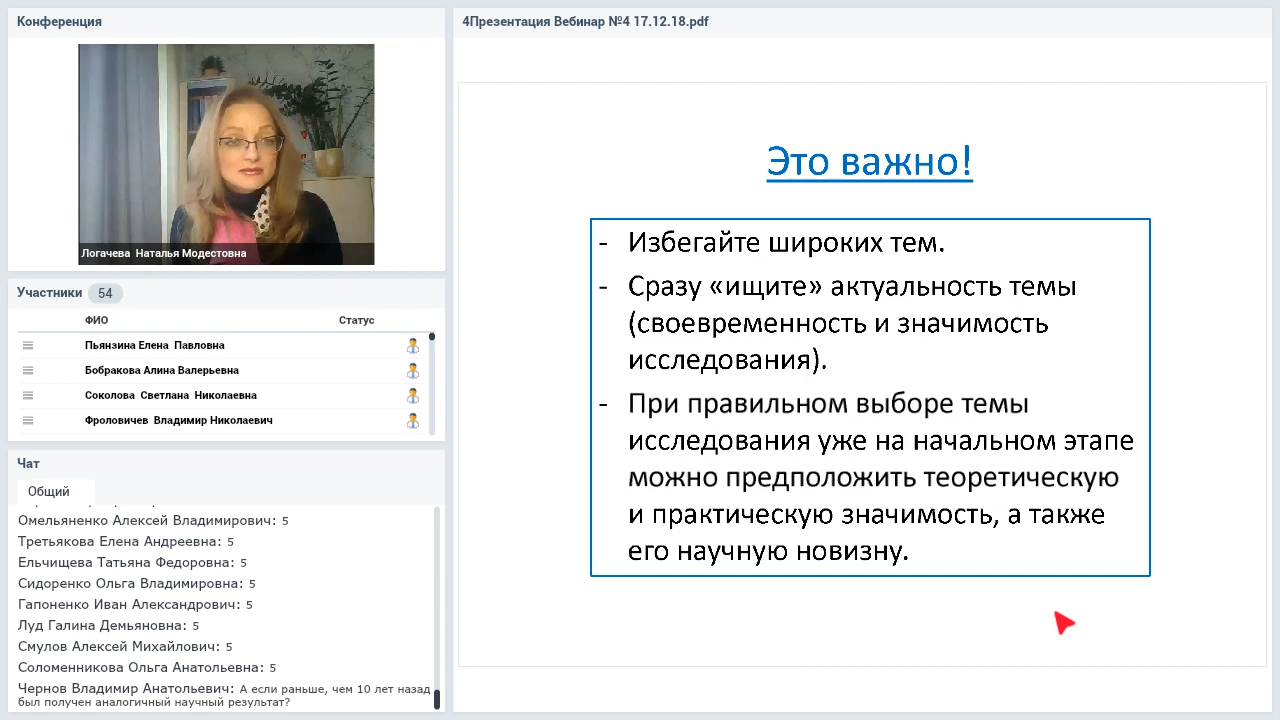 Конференция
Логачева  Наталья Модестовна
Участники 54
ФИО Статус
Пьянзина Елена  Павловна
Бобракова Алина Валерьевна
Соколова  Светлана  Николаевна
Фроловичев  Владимир Николаевич
Чат
Общий
Омельяненко Алексей Владимирович: 5
Третьякова Елена Андреевна: 5
Ельчищева Татьяна Федоровна: 5
Сидоренко Ольга Владимировна: 5
Гапоненко Иван Александрович: 5
Луд Галина Демьяновна: 5
Смулов Алексей Михайлович: 5
Соломенникова Ольга Анатольевна: 5
Чернов Владимир Анатольевич: А если раньше, чем 10 лет назад
был получен аналогичный научный результат?
4Презентация Вебинар №4 17.12.18.pdf
Это важно!
- Избегайте широких тем.
- Сразу «ищите» актуальность темы
(своевременность и значимость
исследования).
- При правильном выборе темы
исследования уже на начальном этапе
можно предположить теоретическую
и практическую значимость, а также
его научную новизну.